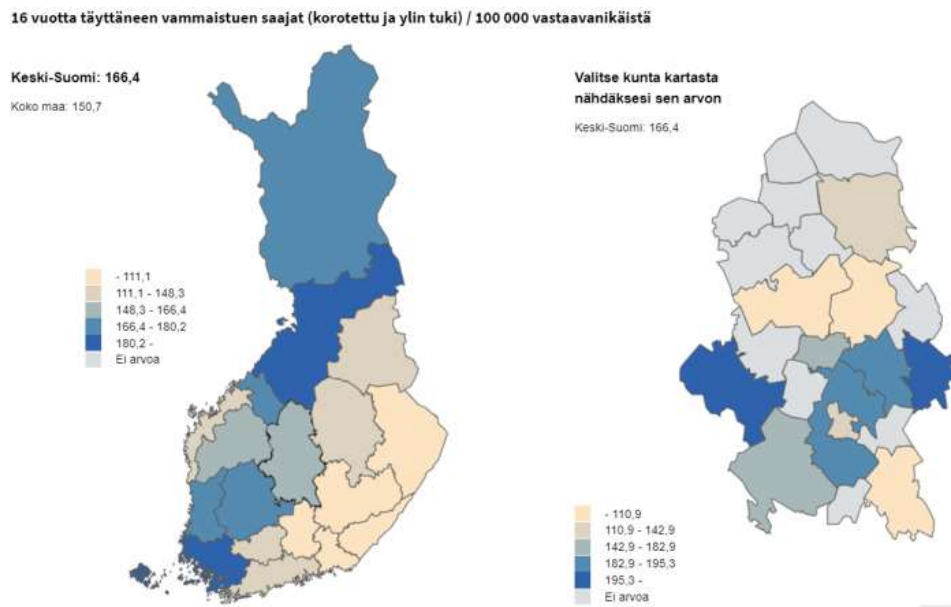 16 vuotta täyttäneen vammaistuen saajat (korotettu ja ylin tuki) / 100 000 vastaavanikäistä
Keski-Suomi: 166,4
Koko maa: 150,7
- 111,1
111,1 - 148,3
148,3 - 166,4
166,4 - 180,2
180,2 -
Ei arvoa
Valitse kunta kartasta
nähdäksesi sen arvon
Keski-Suomi: 166,4
- 110,9
110,9 - 142,9
142,9 - 182,9
182,9 - 195,3
195,3 -
Ei arvoa